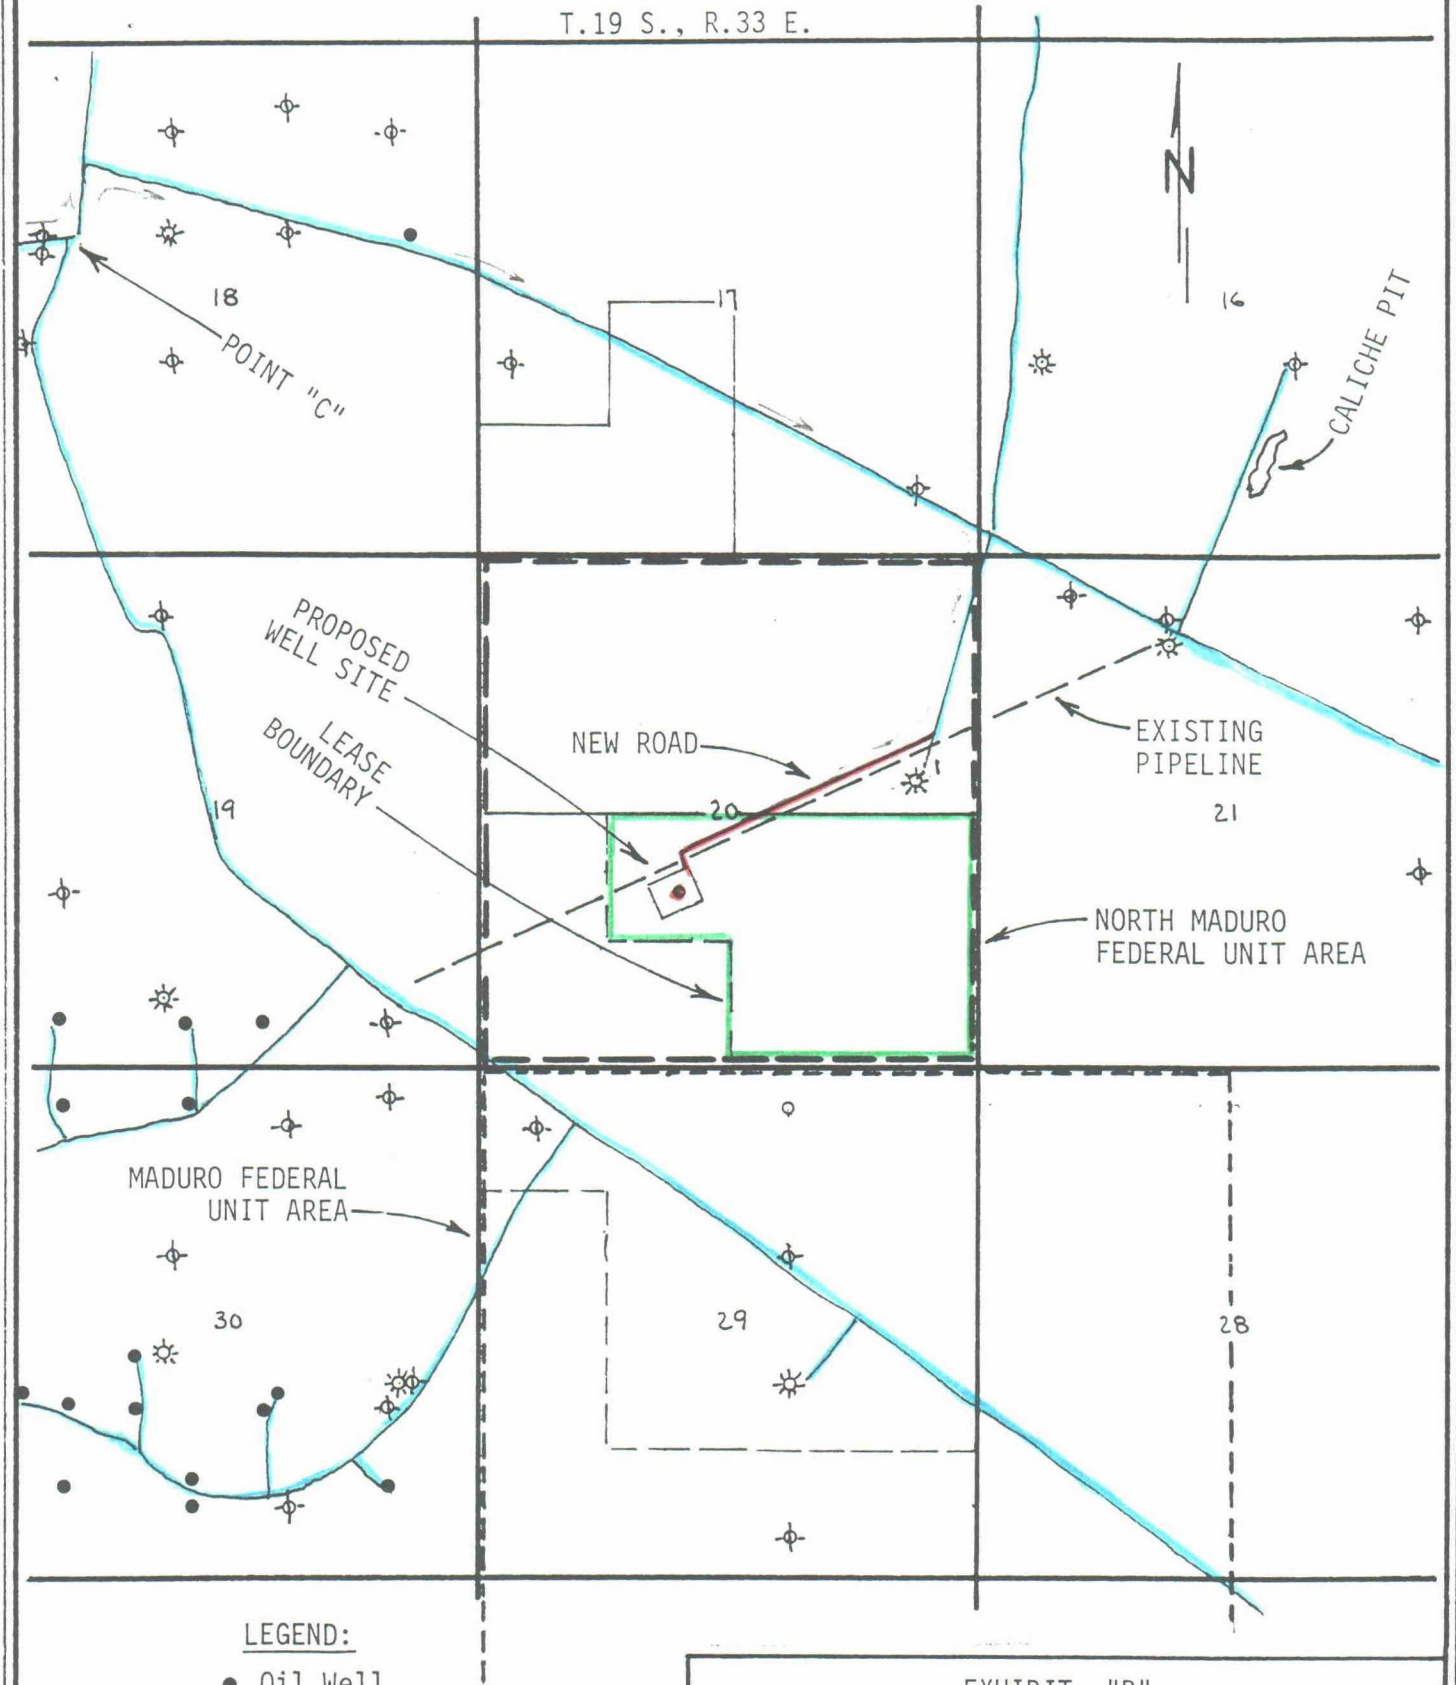 T.19 S., R.33 E.
N
18
17
16
POINT "C"
CALICHE PIT
PROPOSED
WELL SITE
LEASE
BOUNDARY
NEW ROAD
1
EXISTING
PIPELINE
19
20
21
NORTH MADURO
FEDERAL UNIT AREA
MADURO FEDERAL
UNIT AREA
30
29
28
LEGEND:
Oil Well
EXHIBIT